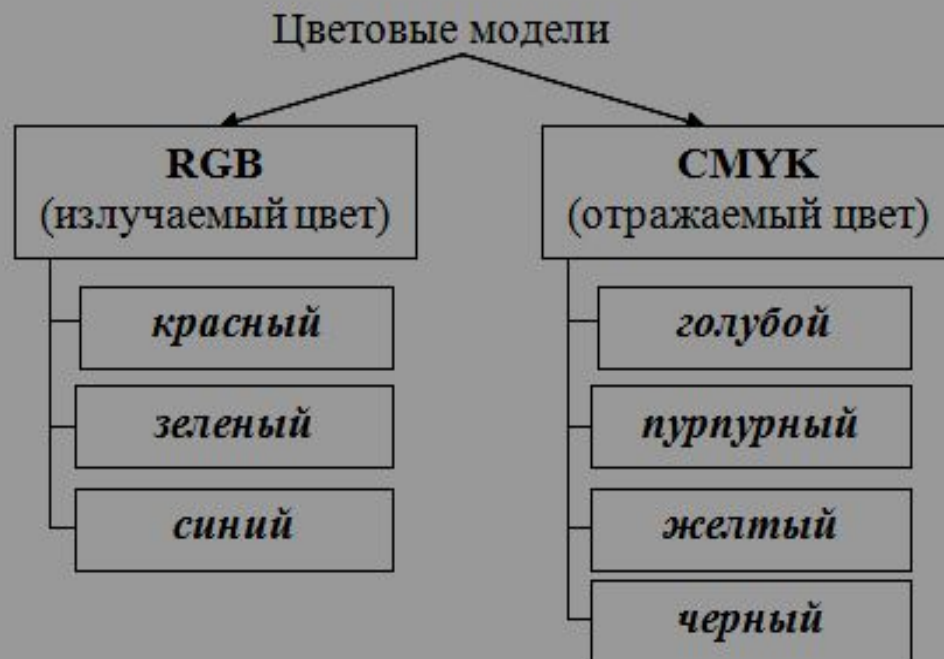 Цветовые модели
RGB
(излучаемый цвет)
красный
зеленый
синий
CMYK
(отражаемый цвет)
голубой
пурпурный
желтый
черный